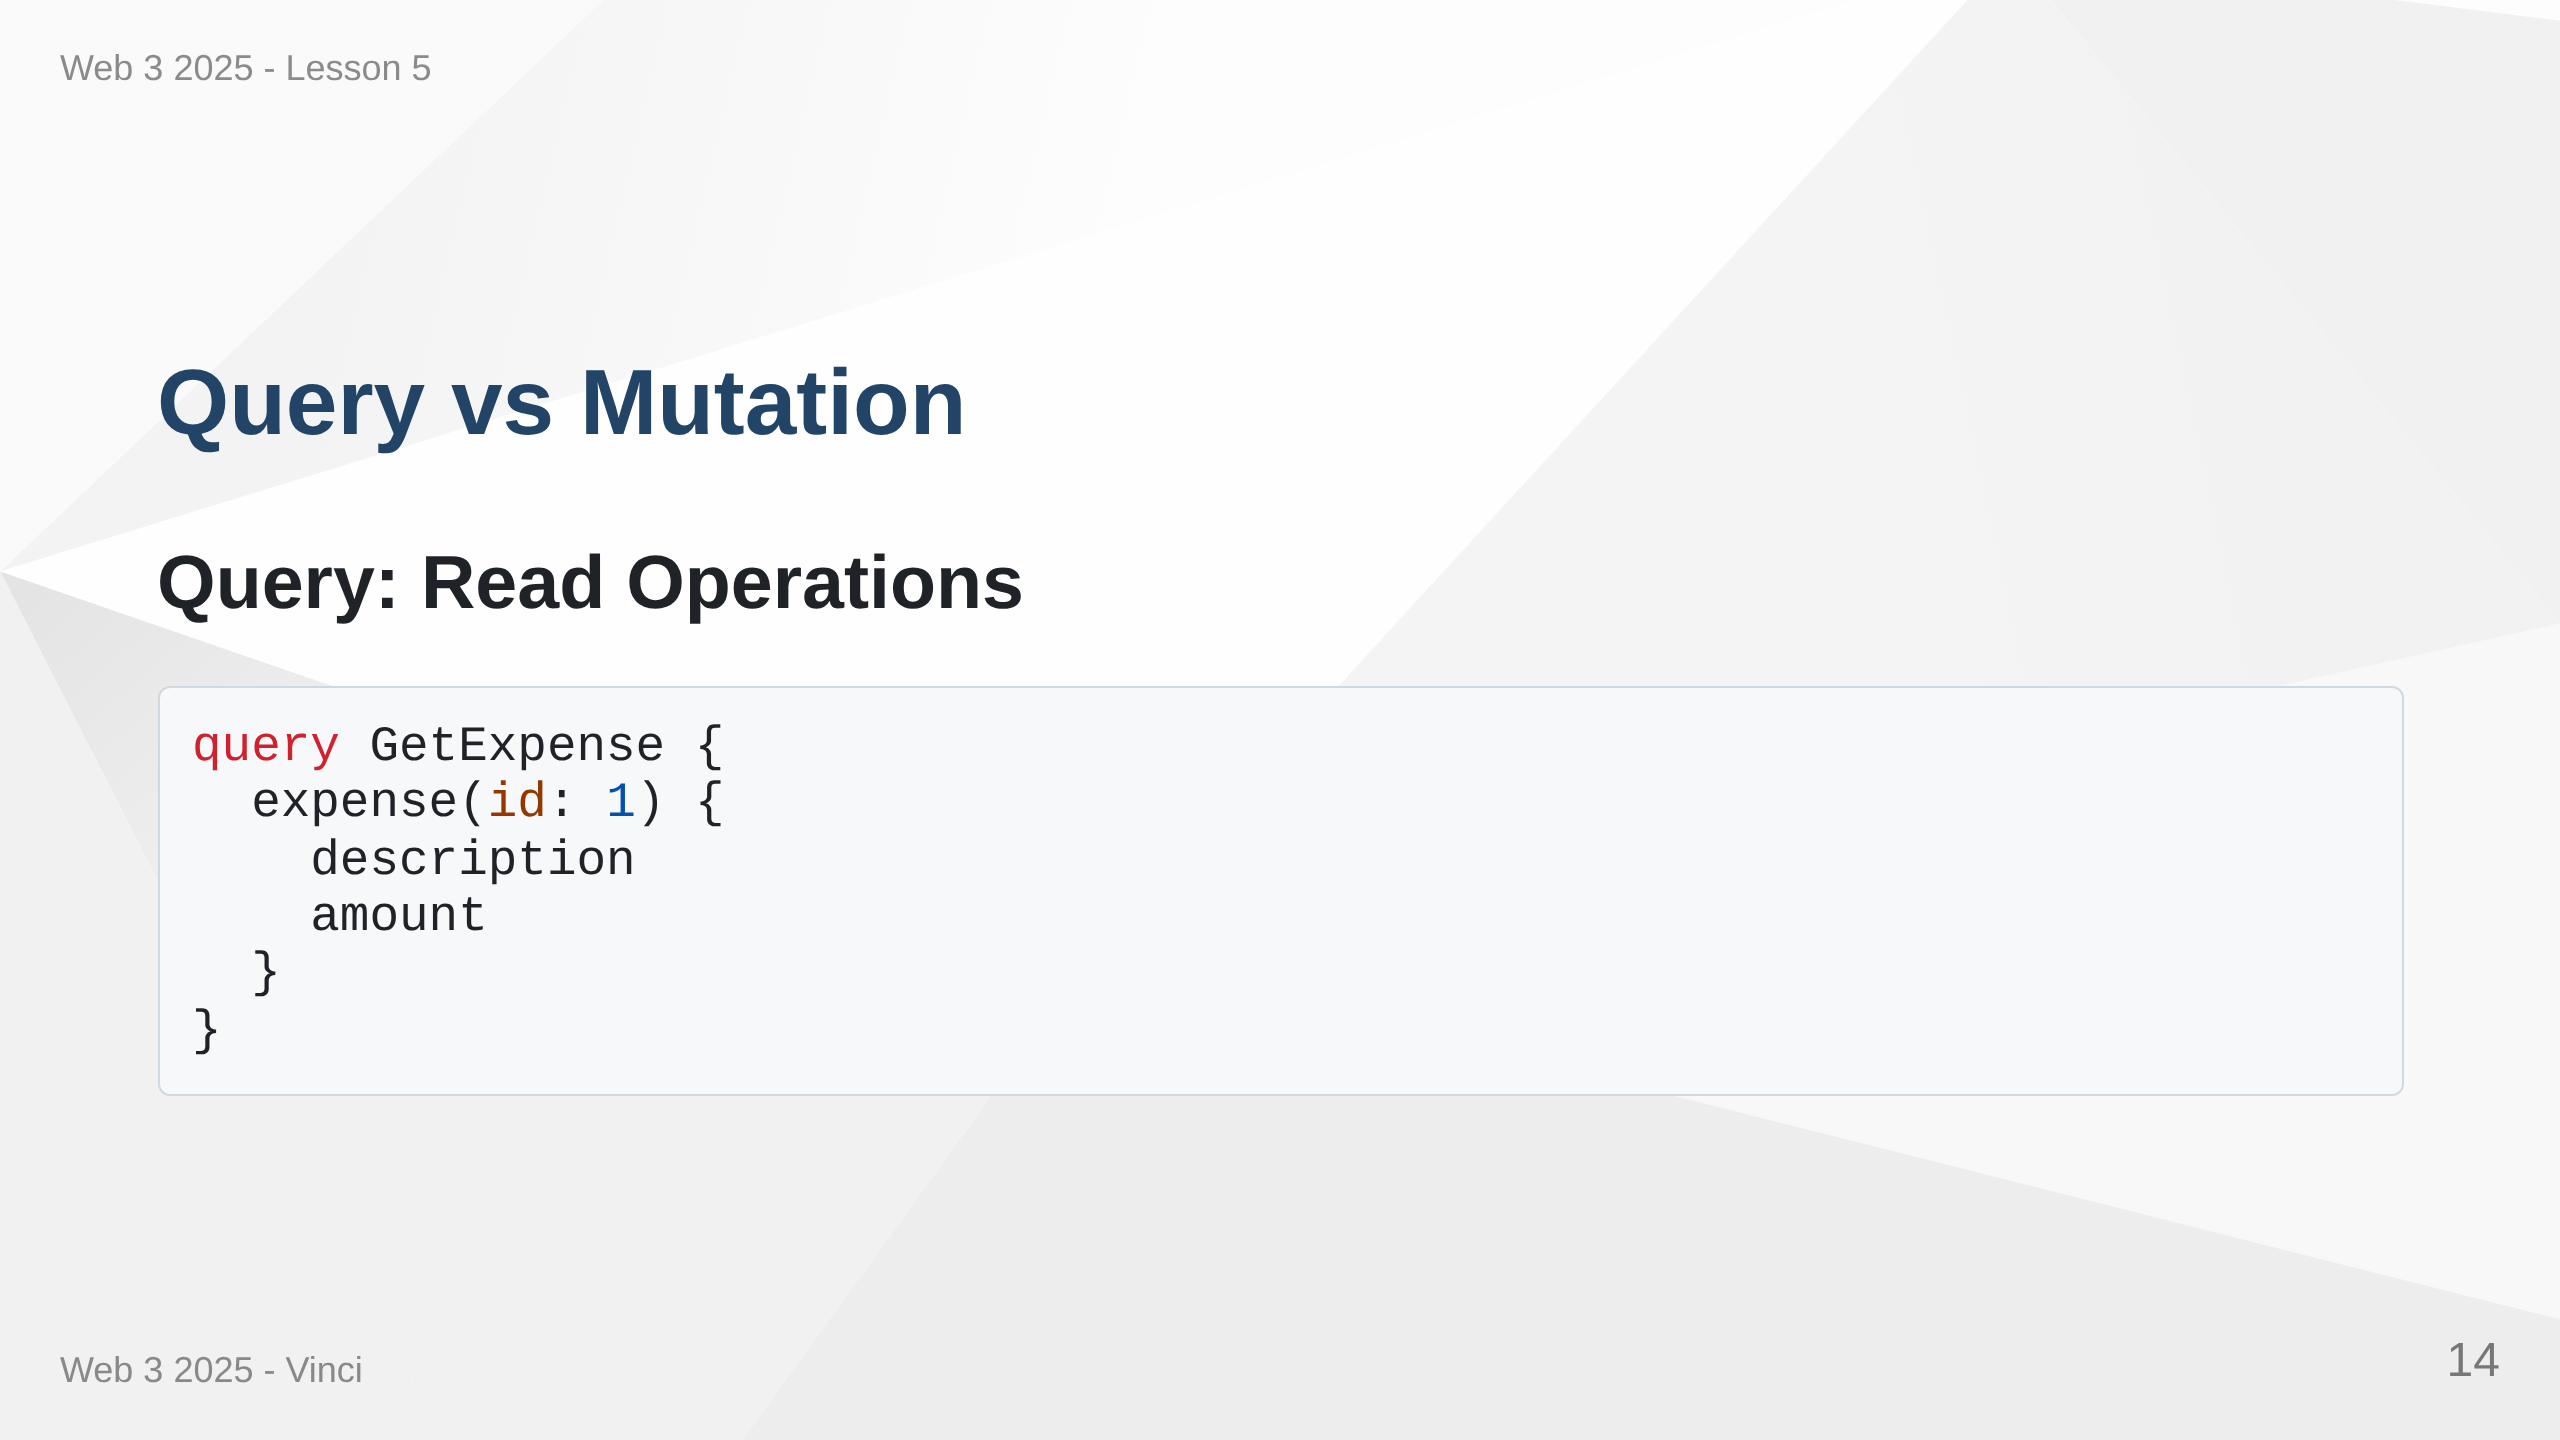 Web 3 2025 - Lesson 5
Query vs Mutation
Query: Read Operations
query GetExpense {
  expense(id: 1) {
    description
    amount
  }
}
Web 3 2025 - Vinci
14